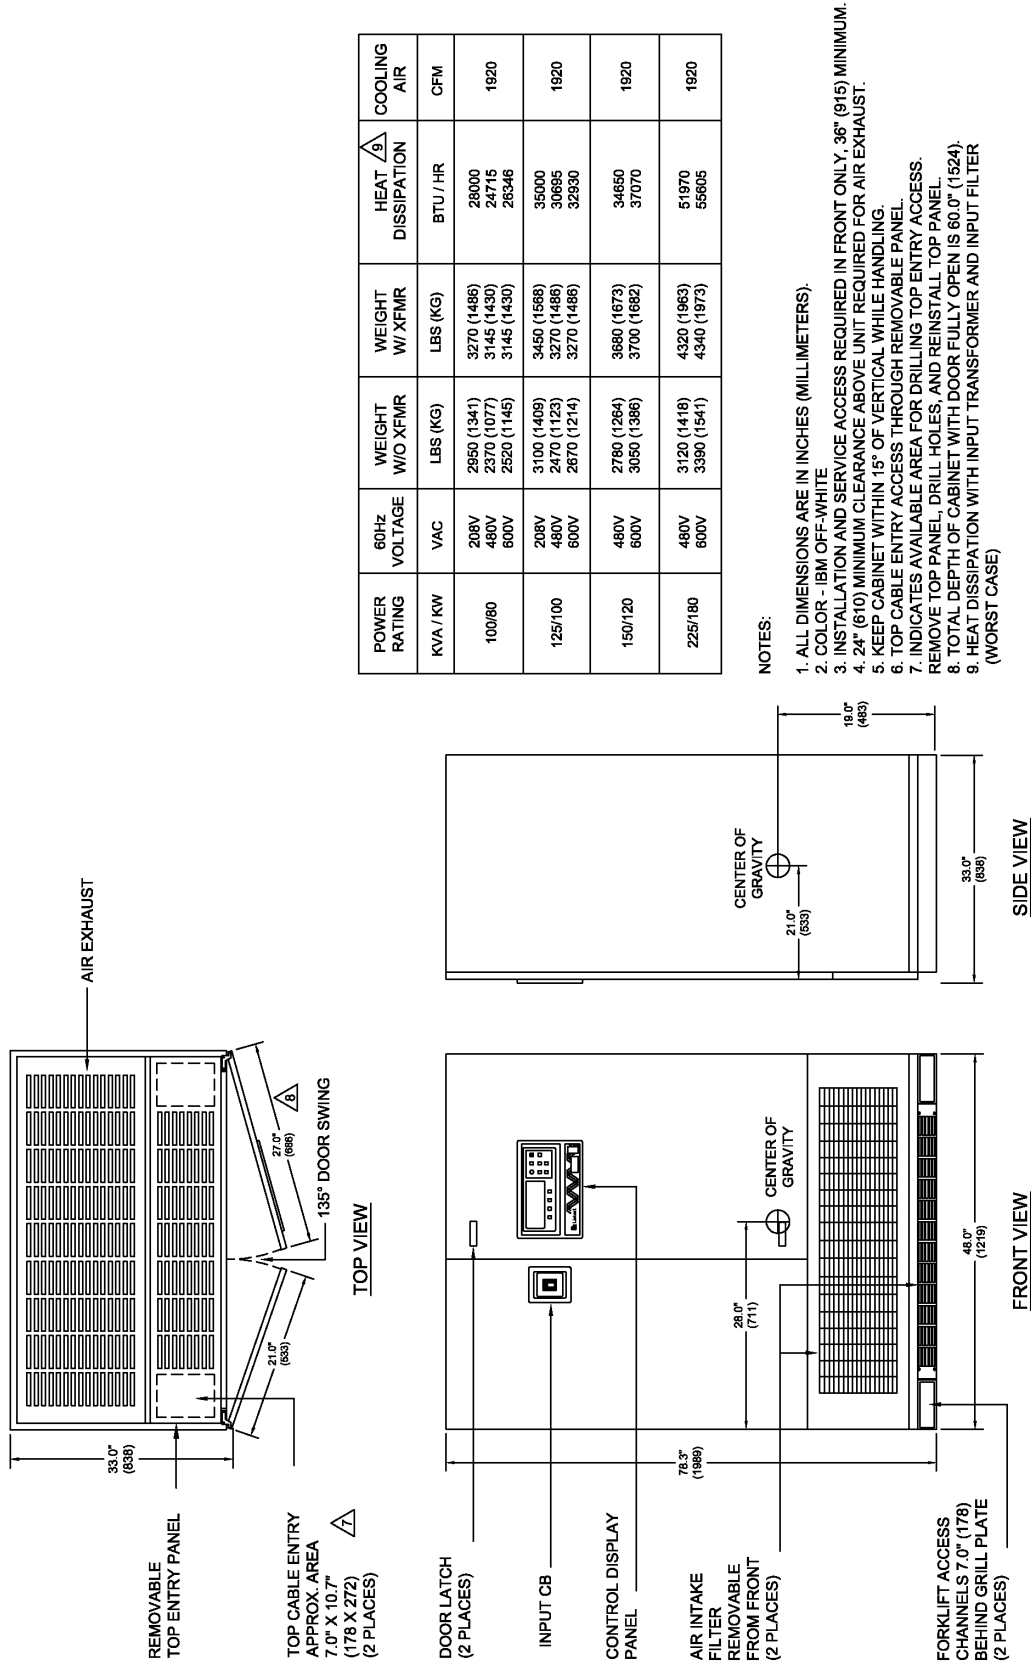 AIR EXHAUST
REMOVABLE
TOP ENTRY PANEL
TOP CABLE ENTRY
APPROX. AREA
7.0" X 10.7"
(178 X 272)
(2 PLACES)
7
33.0"
(838)
21.0"
(533)
27.0"
(686)
8
135° DOOR SWING
TOP VIEW
POWER RATING
60Hz VOLTAGE
WEIGHT W/O XFMR
WEIGHT W/ XFMR
HEAT DISSIPATION 9
COOLING AIR
KVA / KW VAC LBS (KG) LBS (KG) BTU / HR CFM
100/80 208V 2950 (1341) 3270 (1486) 28000 1920
480V 2370 (1077) 3145 (1430) 24715
600V 2520 (1145) 3145 (1430) 26346
125/100 208V 3100 (1409) 3450 (1568) 35000 1920
480V 2470 (1123) 3270 (1486) 30695
600V 2670 (1214) 3270 (1486) 32930
150/120 480V 2780 (1264) 3680 (1673) 34650 1920
600V 3050 (1386) 3700 (1682) 37070
225/180 480V 3120 (1418) 4320 (1963) 51970 1920
600V 3390 (1541) 4340 (1973) 55605
DOOR LATCH
(2 PLACES)
INPUT CB
CONTROL DISPLAY
PANEL
AIR INTAKE
FILTER
REMOVABLE
FROM FRONT
(2 PLACES)
FORKLIFT ACCESS
CHANNELS 7.0" (178)
BEHIND GRILL PLATE
(2 PLACES)
78.3"
(1989)
28.0"
(711)
CENTER OF
GRAVITY
48.0"
(1219)
FRONT VIEW
CENTER OF
GRAVITY
21.0"
(533)
19.0"
(483)
33.0"
(838)
SIDE VIEW
NOTES:
1. ALL DIMENSIONS ARE IN INCHES (MILLIMETERS).
2. COLOR - IBM OFF-WHITE
3. INSTALLATION AND SERVICE ACCESS REQUIRED IN FRONT ONLY, 36" (915) MINIMUM.
4. 24" (610) MINIMUM CLEARANCE ABOVE UNIT REQUIRED FOR AIR EXHAUST.
5. KEEP CABINET WITHIN 15° OF VERTICAL WHILE HANDLING.
6. TOP CABLE ENTRY ACCESS THROUGH REMOVABLE PANEL.
7. INDICATES AVAILABLE AREA FOR DRILLING TOP ENTRY ACCESS.
REMOVE TOP PANEL, DRILL HOLES, AND REINSTALL TOP PANEL.
8. TOTAL DEPTH OF CABINET WITH DOOR FULLY OPEN IS 60.0" (1524).
9. HEAT DISSIPATION WITH INPUT TRANSFORMER AND INPUT FILTER
(WORST CASE)